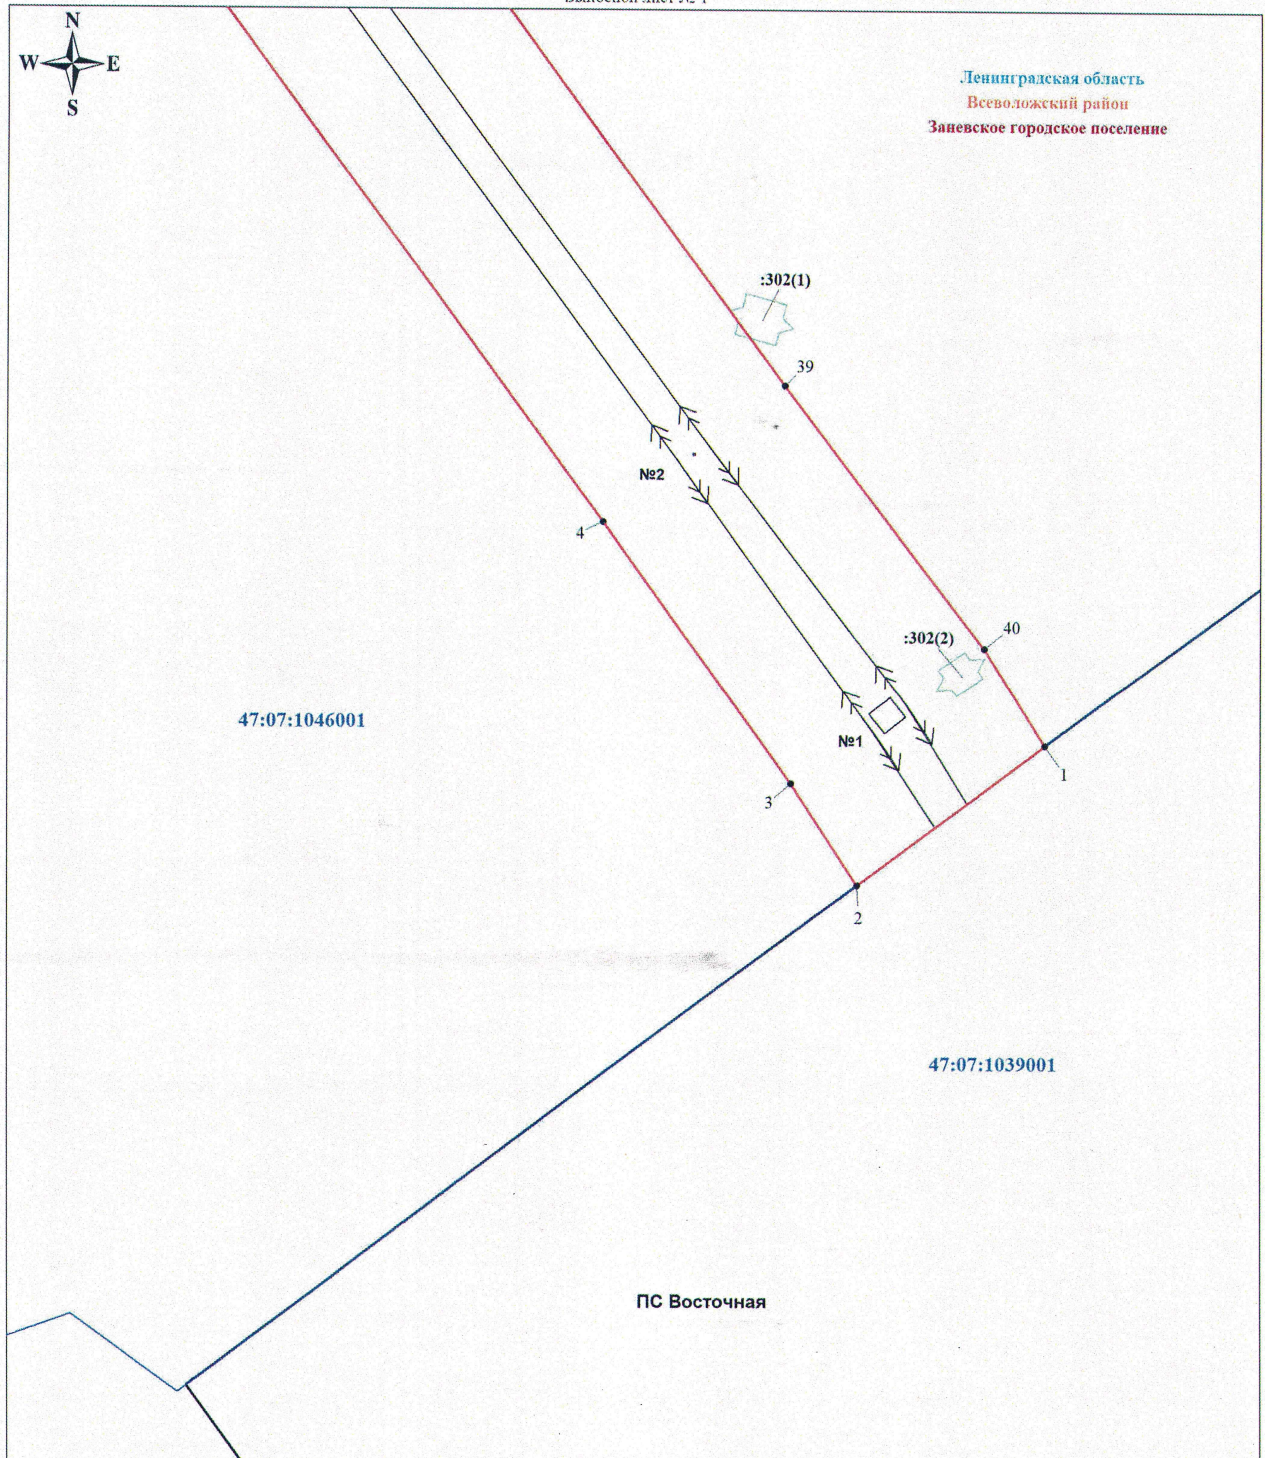 N
W E
S
Ленинградская область
Всеволожский район
Заневское городское поселение
:302(1)
39
№2
4
40
:302(2)
47:07:1046001
№1
1
3
2
47:07:1039001
ПС Восточная